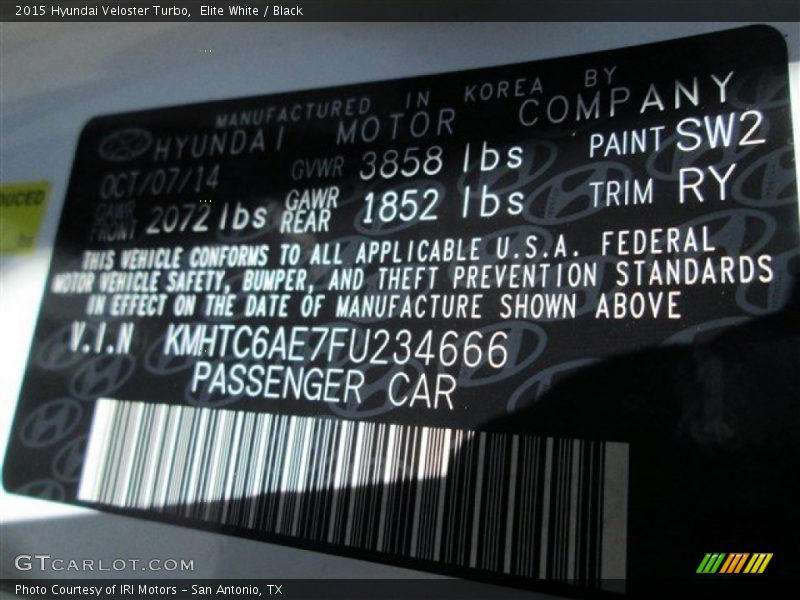 2015 Hyundai Veloster Turbo, Elite White / Black
MANUFACTURED IN KOREA BY
HYUNDAI MOTOR COMPANY
OCT/07/14 GVWR 3858 lbs PAINT SW2
GAWR FRONT 2072 lbs GAWR REAR 1852 lbs TRIM RY
THIS VEHICLE CONFORMS TO ALL APPLICABLE U.S.A. FEDERAL
MOTOR VEHICLE SAFETY, BUMPER, AND THEFT PREVENTION STANDARDS
IN EFFECT ON THE DATE OF MANUFACTURE SHOWN ABOVE
V.I.N KMHTC6AE7FU234666
PASSENGER CAR
GTCARLOT.COM
Photo Courtesy of IRI Motors - San Antonio, TX